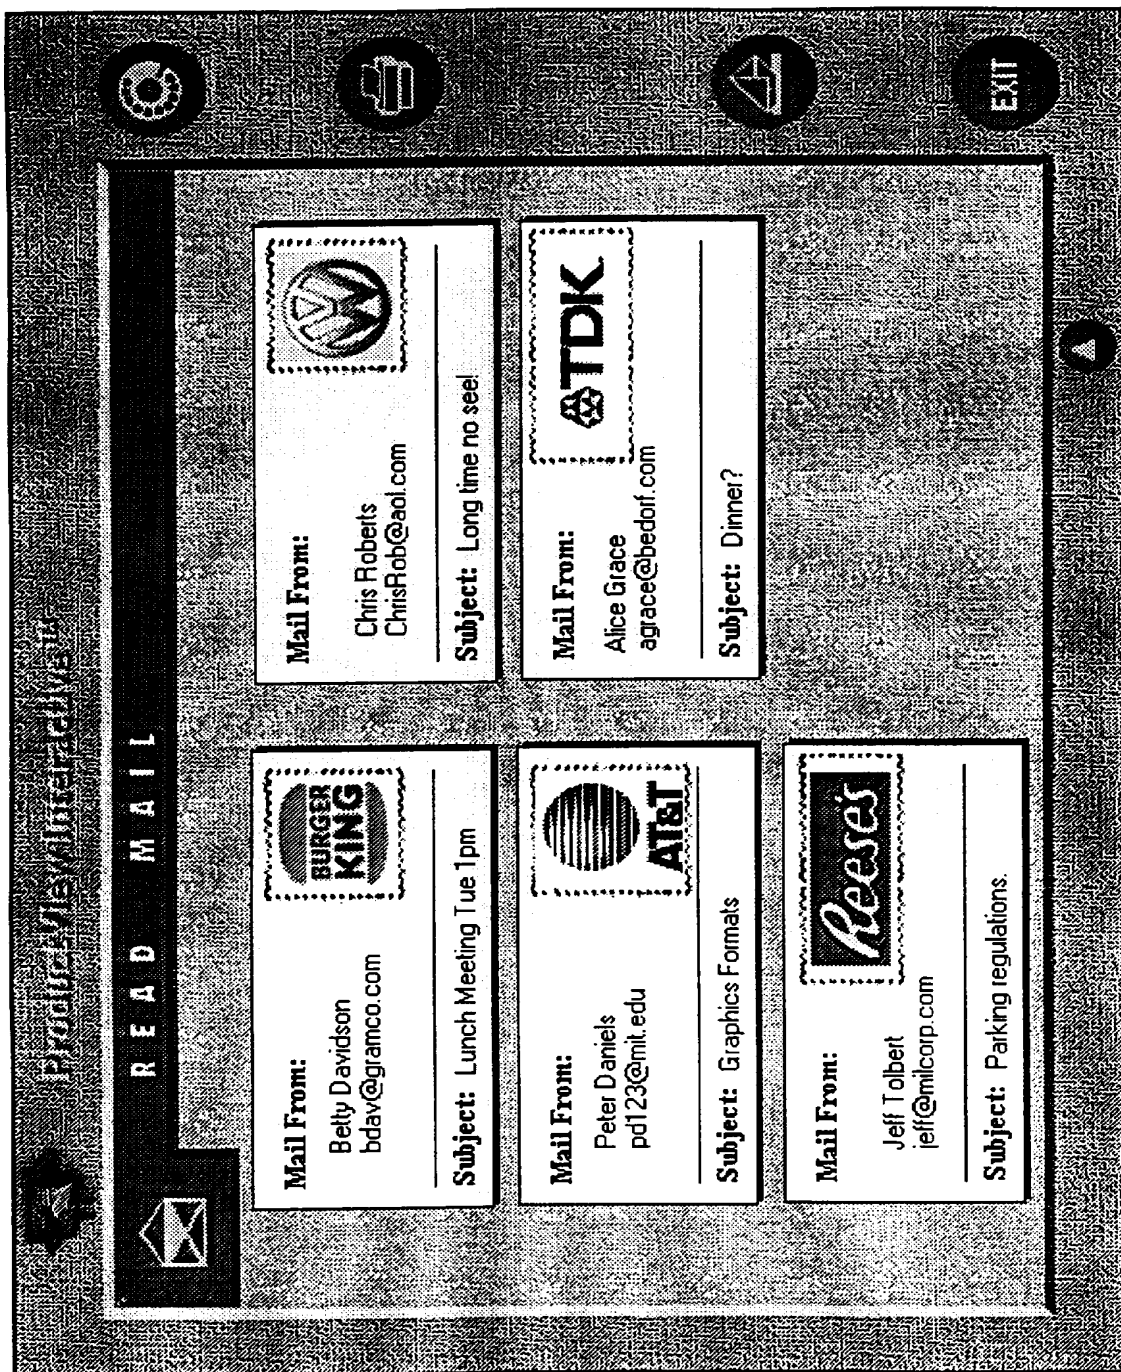 ProductViewInteractive™
READ MAIL
Mail From:
BURGER
KING
Betty Davidson
bdav@gramco.com
Subject: Lunch Meeting Tue 1pm
Mail From:
Chris Roberts
ChrisRob@aol.com
Subject: Long time no see!
Mail From:
AT&T
Peter Daniels
pd123@mit.edu
Subject: Graphics Formats
Mail From:
TDK
Alice Grace
agrace@bedorf.com
Subject: Dinner?
Mail From:
Reese's
Jeff Tolbert
jeff@milcorp.com
Subject: Parking regulations.
EXIT